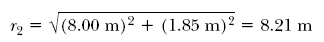 r₂ = √(8.00 m)² + (1.85 m)² = 8.21 m